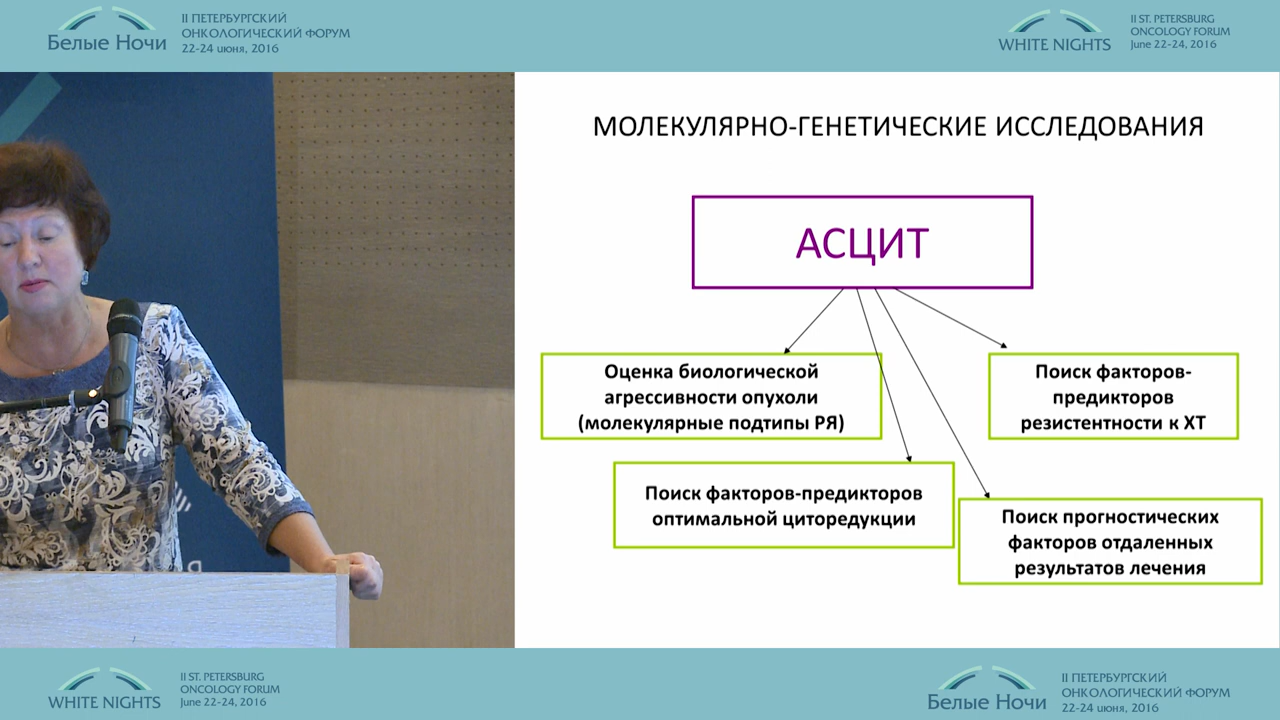 Белые Ночи
II ПЕТЕРБУРГСКИЙ
ОНКОЛОГИЧЕСКИЙ ФОРУМ
22-24 июня, 2016
WHITE NIGHTS
II ST. PETERSBURG
ONCOLOGY FORUM
June 22-24, 2016
МОЛЕКУЛЯРНО-ГЕНЕТИЧЕСКИЕ ИССЛЕДОВАНИЯ
АСЦИТ
Оценка биологической
агрессивности опухоли
(молекулярные подтипы РЯ)
Поиск факторов-
предикторов
резистентности к ХТ
Поиск факторов-предикторов
оптимальной циторедукции
Поиск прогностических
факторов отдаленных
результатов лечения
WHITE NIGHTS
II ST. PETERSBURG
ONCOLOGY FORUM
June 22-24, 2016
Белые Ночи
II ПЕТЕРБУРГСКИЙ
ОНКОЛОГИЧЕСКИЙ ФОРУМ
22-24 июня, 2016